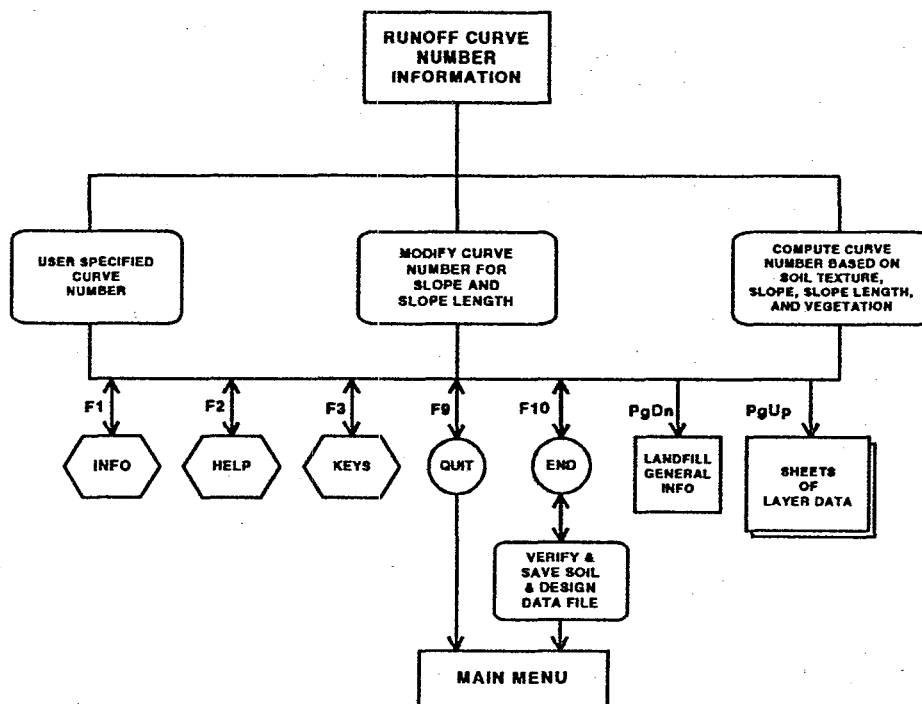 RUNOFF CURVE
NUMBER
INFORMATION
USER SPECIFIED
CURVE
NUMBER
MODIFY CURVE
NUMBER FOR
SLOPE AND
SLOPE LENGTH
COMPUTE CURVE
NUMBER BASED ON
SOIL TEXTURE,
SLOPE, SLOPE LENGTH,
AND VEGETATION
F1
F2
F3
F9
F10
PgDn
PgUp
INFO
HELP
KEYS
QUIT
END
LANDFILL
GENERAL
INFO
SHEETS
OF
LAYER DATA
VERIFY &
SAVE SOIL
& DESIGN
DATA FILE
MAIN MENU